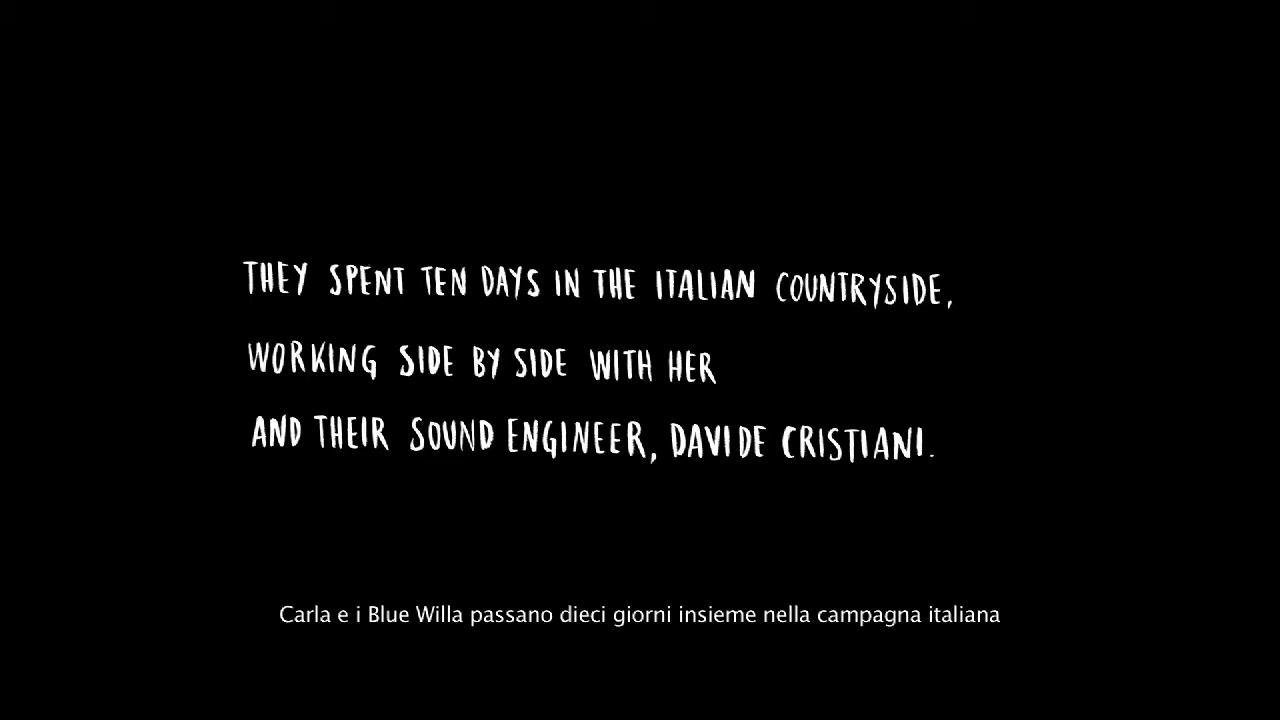 THEY SPENT TEN DAYS IN THE ITALIAN COUNTRYSIDE,
WORKING SIDE BY SIDE WITH HER
AND THEIR SOUND ENGINEER, DAVIDE CRISTIANI.
Carla e i Blue Willa passano dieci giorni insieme nella campagna italiana